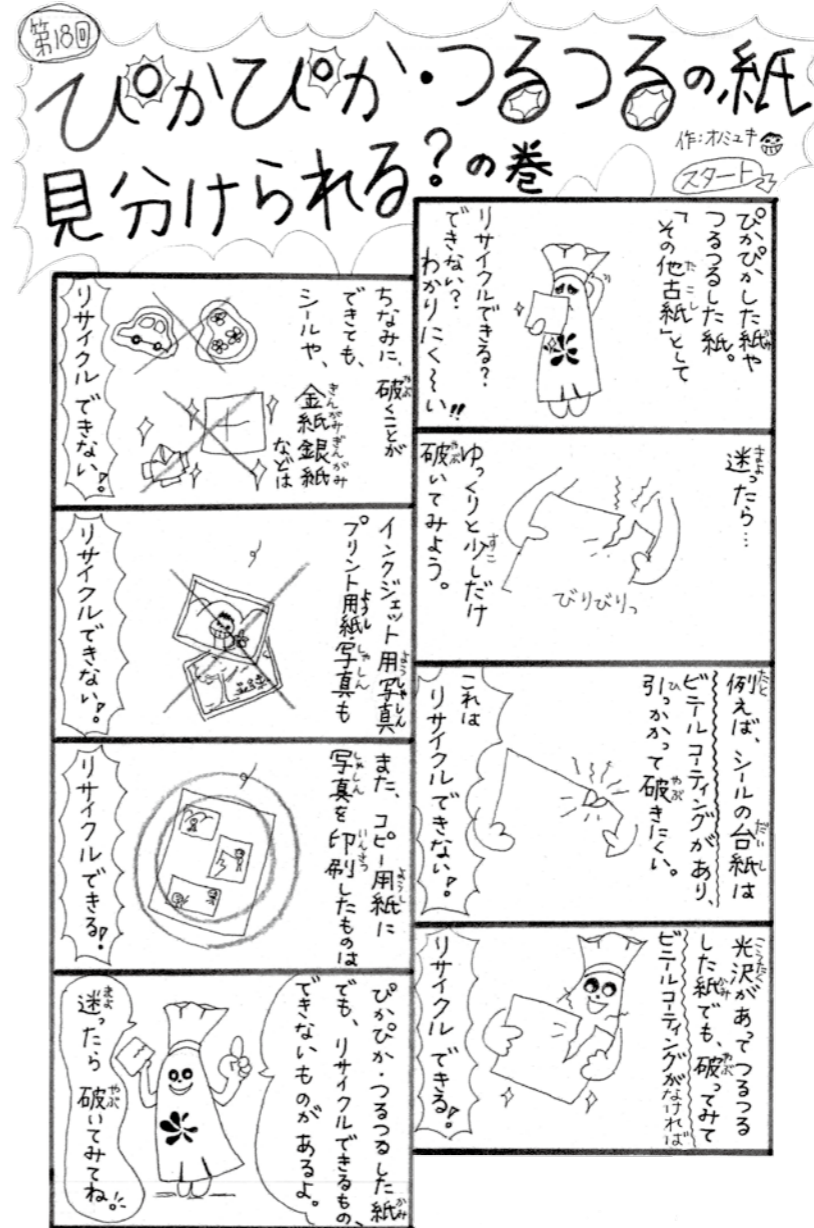 第18回
ぴかぴか・つるつるの紙
見分けられる?の巻
作:オノミユキ
スタート
ぴかぴかした紙や
つるつるした紙。
「その他古紙」として
リサイクルできる?
できない?
わかりにく〜い!!
迷ったら…
ゆっくりと少しだけ
破いてみよう。
びりびりっ
例えば、シールの台紙は
ビニールコーティングがあり、
引っかかって破きにくい。
これは
リサイクルできない!
光沢があってつるつる
した紙でも、破ってみて
ビニールコーティングがなければ
リサイクルできる!
ちなみに、破くことが
できても、
シールや、
金紙銀紙
などは
リサイクルできない!
インクジェット用写真
プリント用紙・写真も
リサイクルできない!
また、コピー用紙に
写真を印刷したものは
リサイクルできる!
ぴかぴか・つるつるした紙
でも、リサイクルできるもの、
できないものがあるよ。
迷ったら
破いてみてね!!